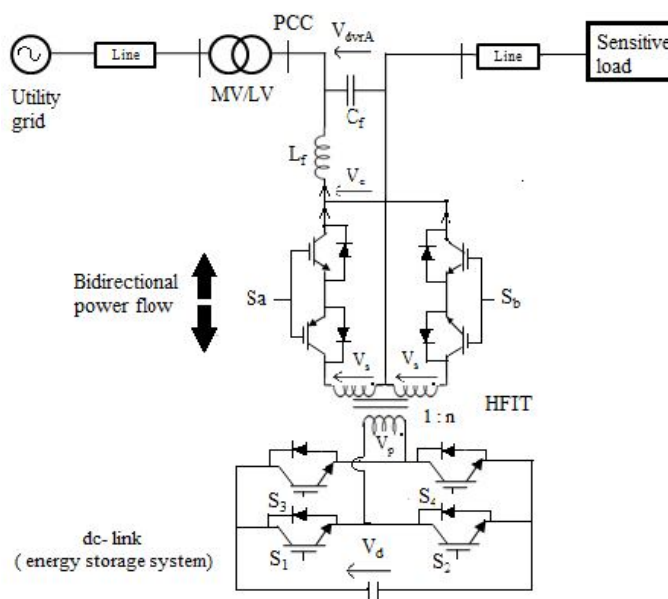 PCC
V_dvrA
Line
MV/LV
Line
Sensitive
load
Utility
grid
C_f
L_f
V_c
Bidirectional
power flow
Sa
S_b
V_s
V_s
HFIT
1 : n
V_p
S_3
S_4
dc- link
( energy storage system)
S_1
V_d
S_2